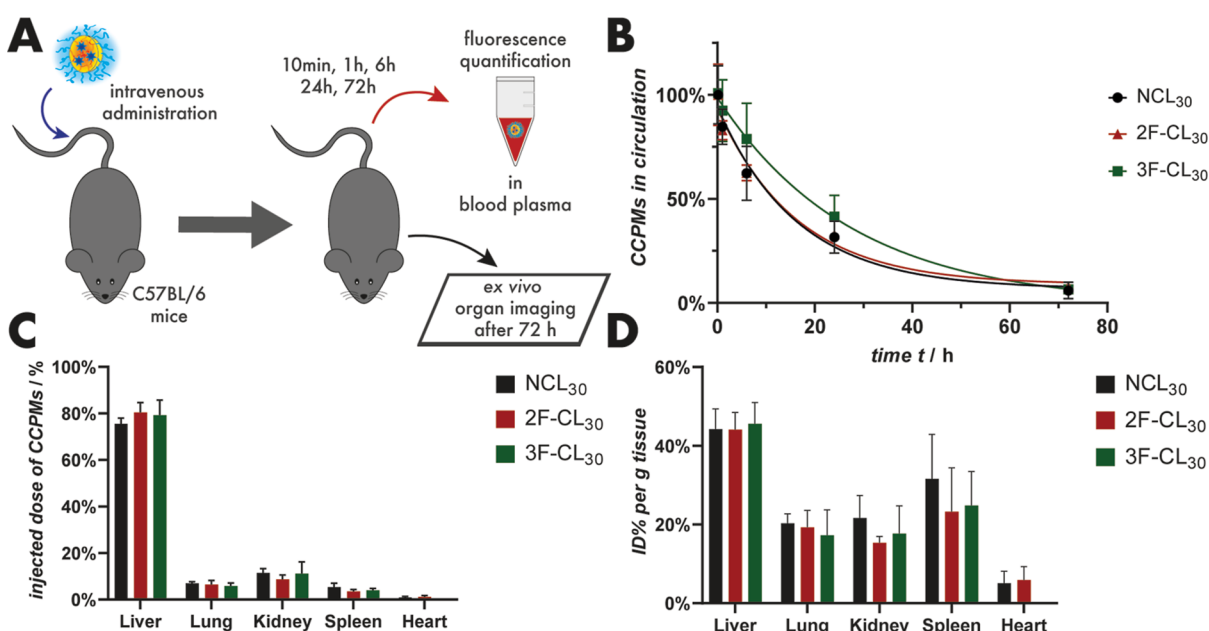 A
intravenous
administration
C57BL/6
mice
10min, 1h, 6h
24h, 72h
fluorescence
quantification
in
blood plasma
ex vivo
organ imaging
after 72 h
B
CCPMs in circulation
100%
50%
0%
0
20
40
60
80
time t / h
NCL30
2F-CL30
3F-CL30
C
injected dose of CCPMs / %
100%
80%
60%
40%
20%
0%
Liver
Lung
Kidney
Spleen
Heart
NCL30
2F-CL30
3F-CL30
D
ID% per g tissue
60%
40%
20%
0%
Liver
Lung
Kidney
Spleen
Heart
NCL30
2F-CL30
3F-CL30